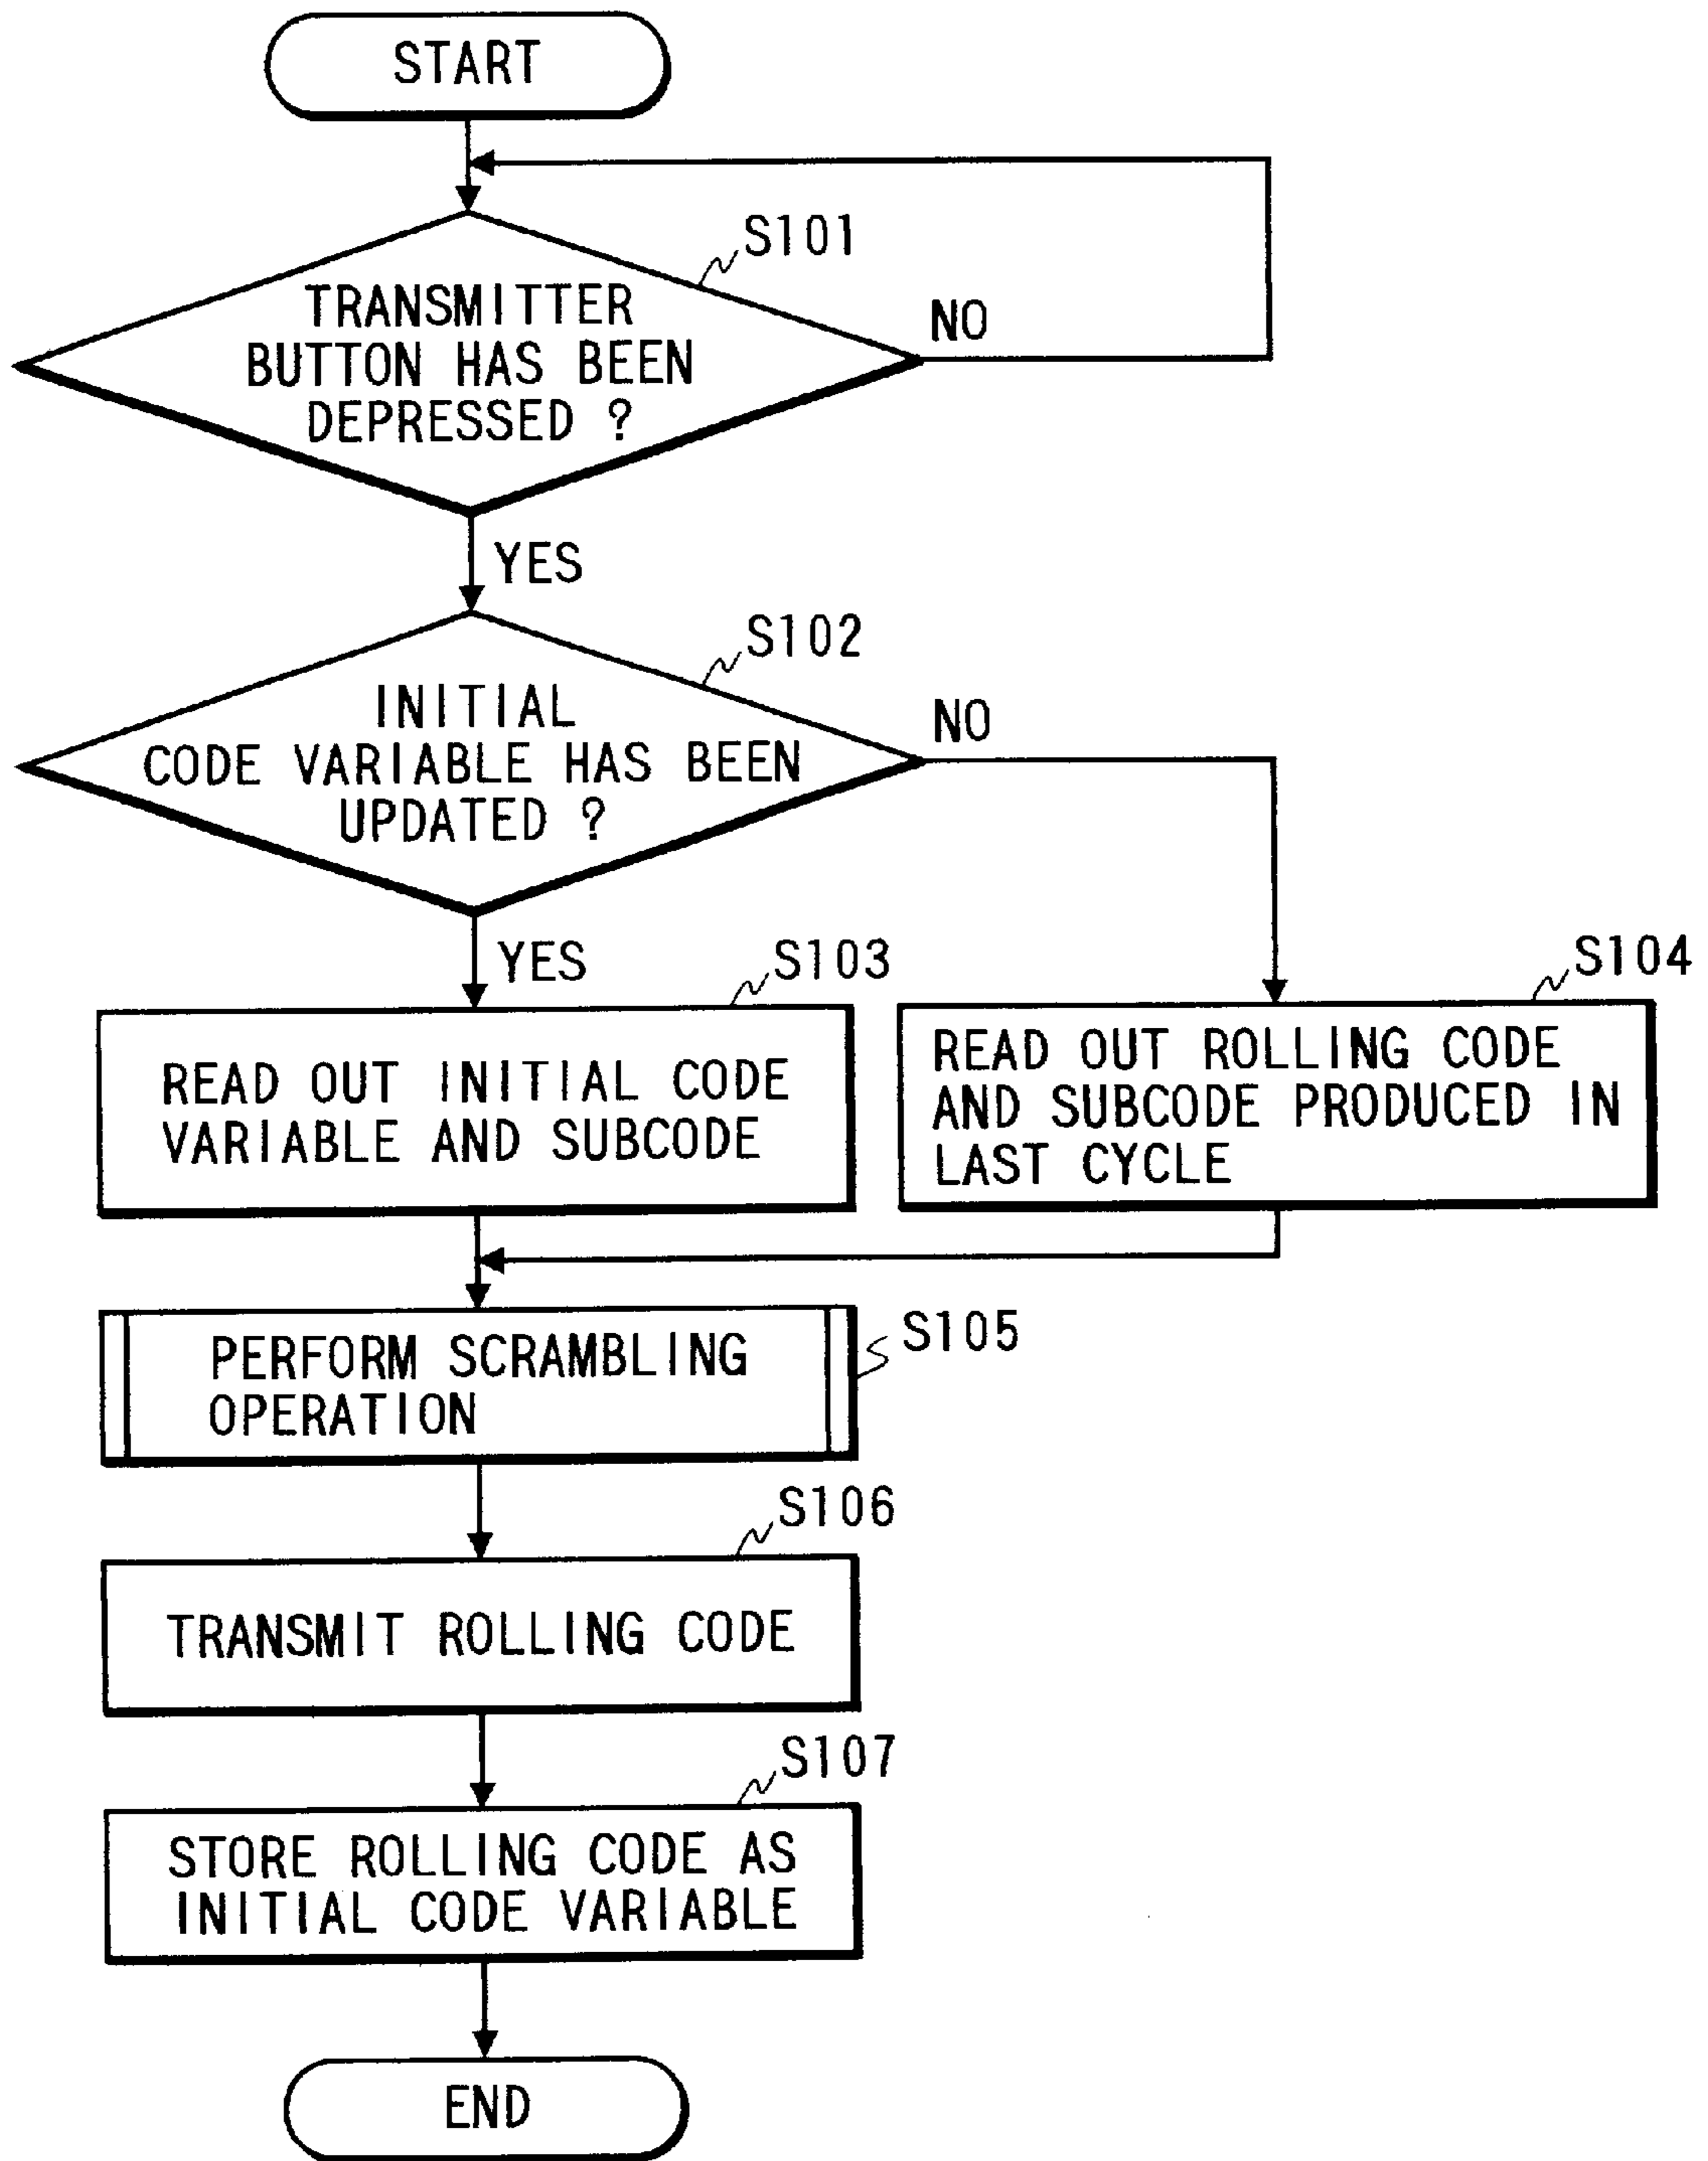 START
S101
TRANSMITTER
BUTTON HAS BEEN
DEPRESSED ?
NO
YES
S102
INITIAL
CODE VARIABLE HAS BEEN
UPDATED ?
NO
YES
S103
READ OUT INITIAL CODE
VARIABLE AND SUBCODE
S104
READ OUT ROLLING CODE
AND SUBCODE PRODUCED IN
LAST CYCLE
S105
PERFORM SCRAMBLING
OPERATION
S106
TRANSMIT ROLLING CODE
S107
STORE ROLLING CODE AS
INITIAL CODE VARIABLE
END